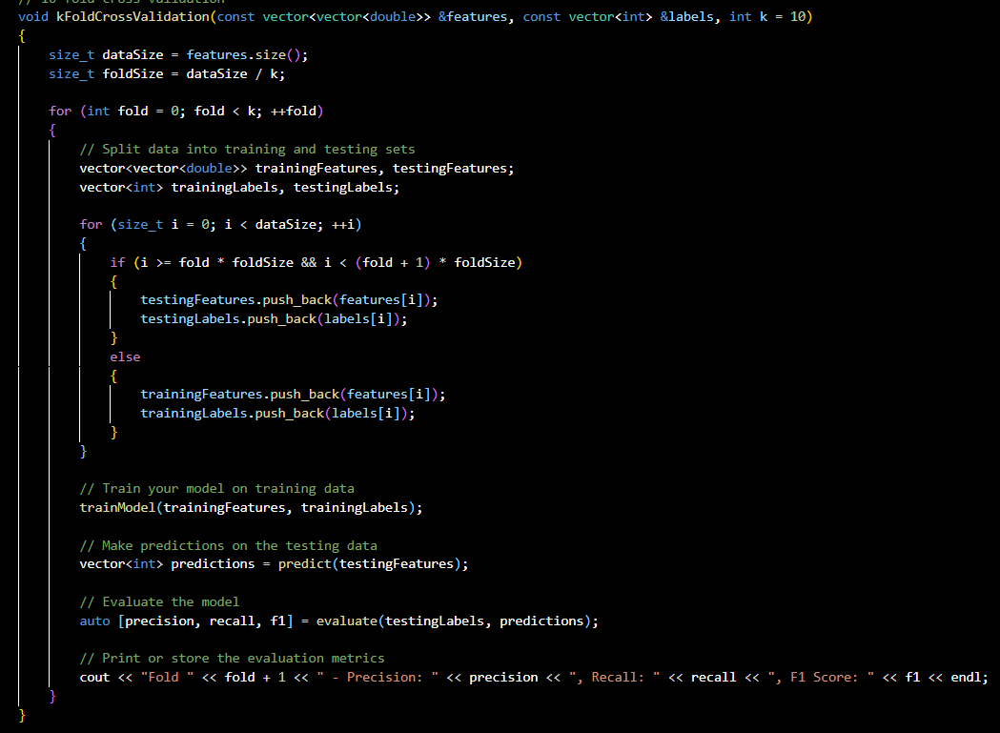 // 10 fold cross validation
void kFoldCrossValidation(const vector<vector<double>> &features, const vector<int> &labels, int k = 10)
{
    size_t dataSize = features.size();
    size_t foldSize = dataSize / k;

    for (int fold = 0; fold < k; ++fold)
    {
        // Split data into training and testing sets
        vector<vector<double>> trainingFeatures, testingFeatures;
        vector<int> trainingLabels, testingLabels;

        for (size_t i = 0; i < dataSize; ++i)
        {
            if (i >= fold * foldSize && i < (fold + 1) * foldSize)
            {
                testingFeatures.push_back(features[i]);
                testingLabels.push_back(labels[i]);
            }
            else
            {
                trainingFeatures.push_back(features[i]);
                trainingLabels.push_back(labels[i]);
            }
        }

        // Train your model on training data
        trainModel(trainingFeatures, trainingLabels);

        // Make predictions on the testing data
        vector<int> predictions = predict(testingFeatures);

        // Evaluate the model
        auto [precision, recall, f1] = evaluate(testingLabels, predictions);

        // Print or store the evaluation metrics
        cout << "Fold " << fold + 1 << " - Precision: " << precision << ", Recall: " << recall << ", F1 Score: " << f1 << endl;
    }
}